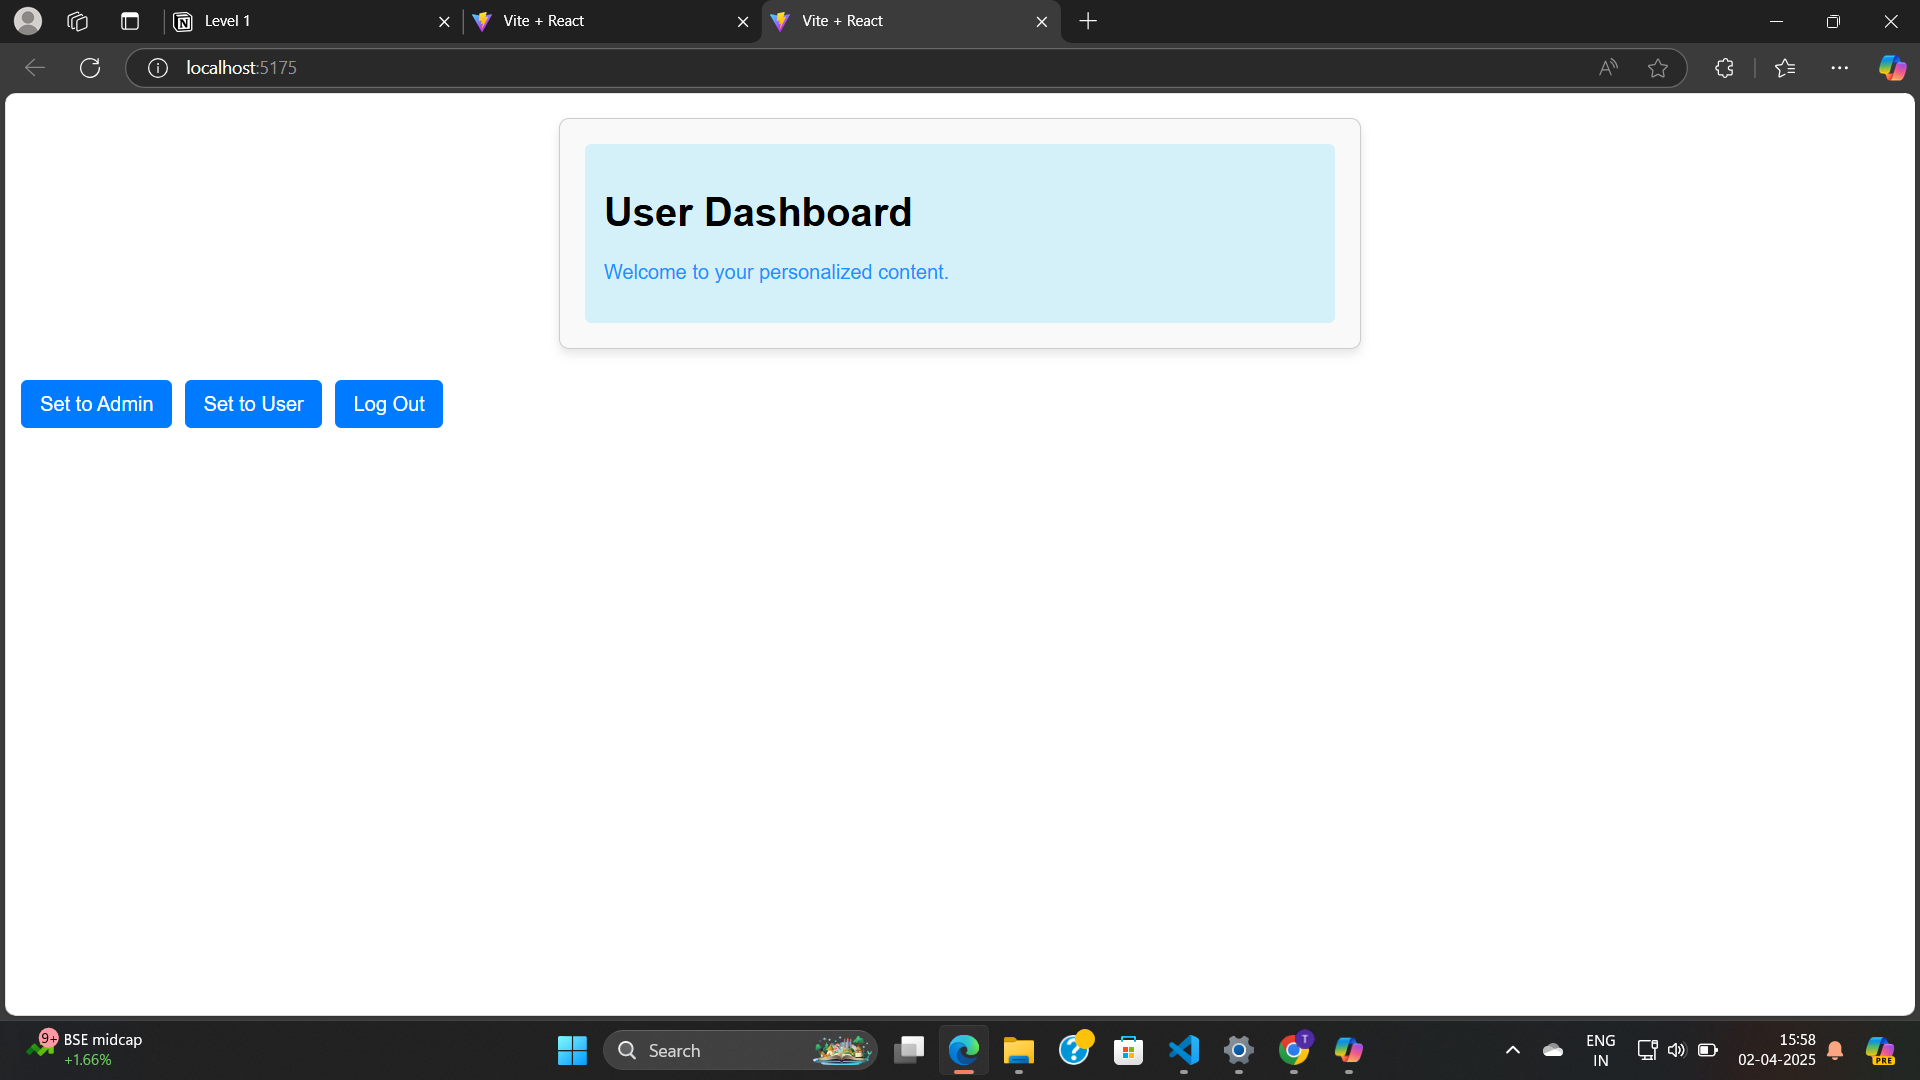 Level 1
Vite + React
Vite + React
localhost:5175
User Dashboard
Welcome to your personalized content.
Set to Admin
Set to User
Log Out
9+
BSE midcap
+1.66%
Search
T
ENG
IN
15:58
02-04-2025
PRE